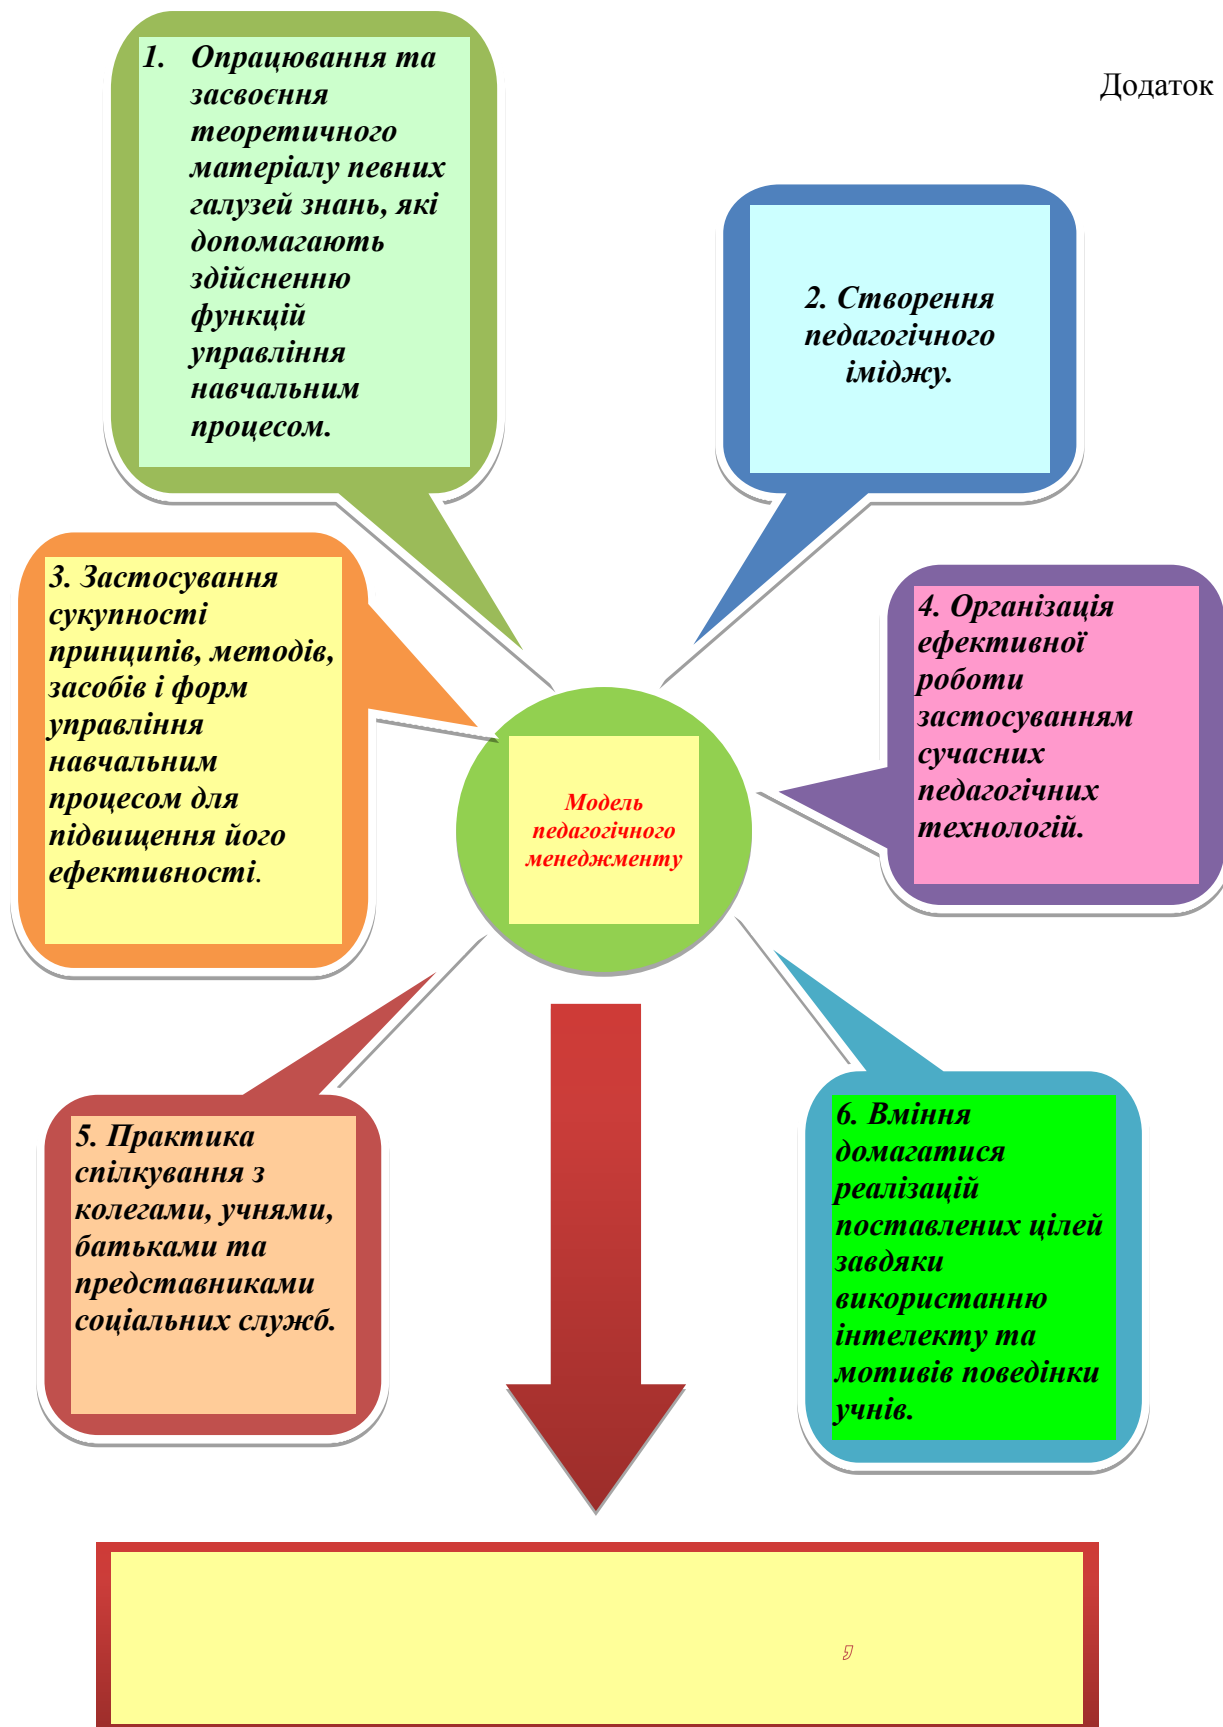 Додаток
1. Опрацювання та
засвоєння
теоретичного
матеріалу певних
галузей знань, які
допомагають
здійсненню
функцій
управління
навчальним
процесом.
2. Створення
педагогічного
іміджу.
3. Застосування
сукупності
принципів, методів,
засобів і форм
управління
навчальним
процесом для
підвищення його
ефективності.
4. Організація
ефективної
роботи
застосуванням
сучасних
педагогічних
технологій.
Модель
педагогічного
менеджменту
5. Практика
спілкування з
колегами, учнями,
батьками та
представниками
соціальних служб.
6. Вміння
домагатися
реалізацій
поставлених цілей
завдяки
використанню
інтелекту та
мотивів поведінки
учнів.
,